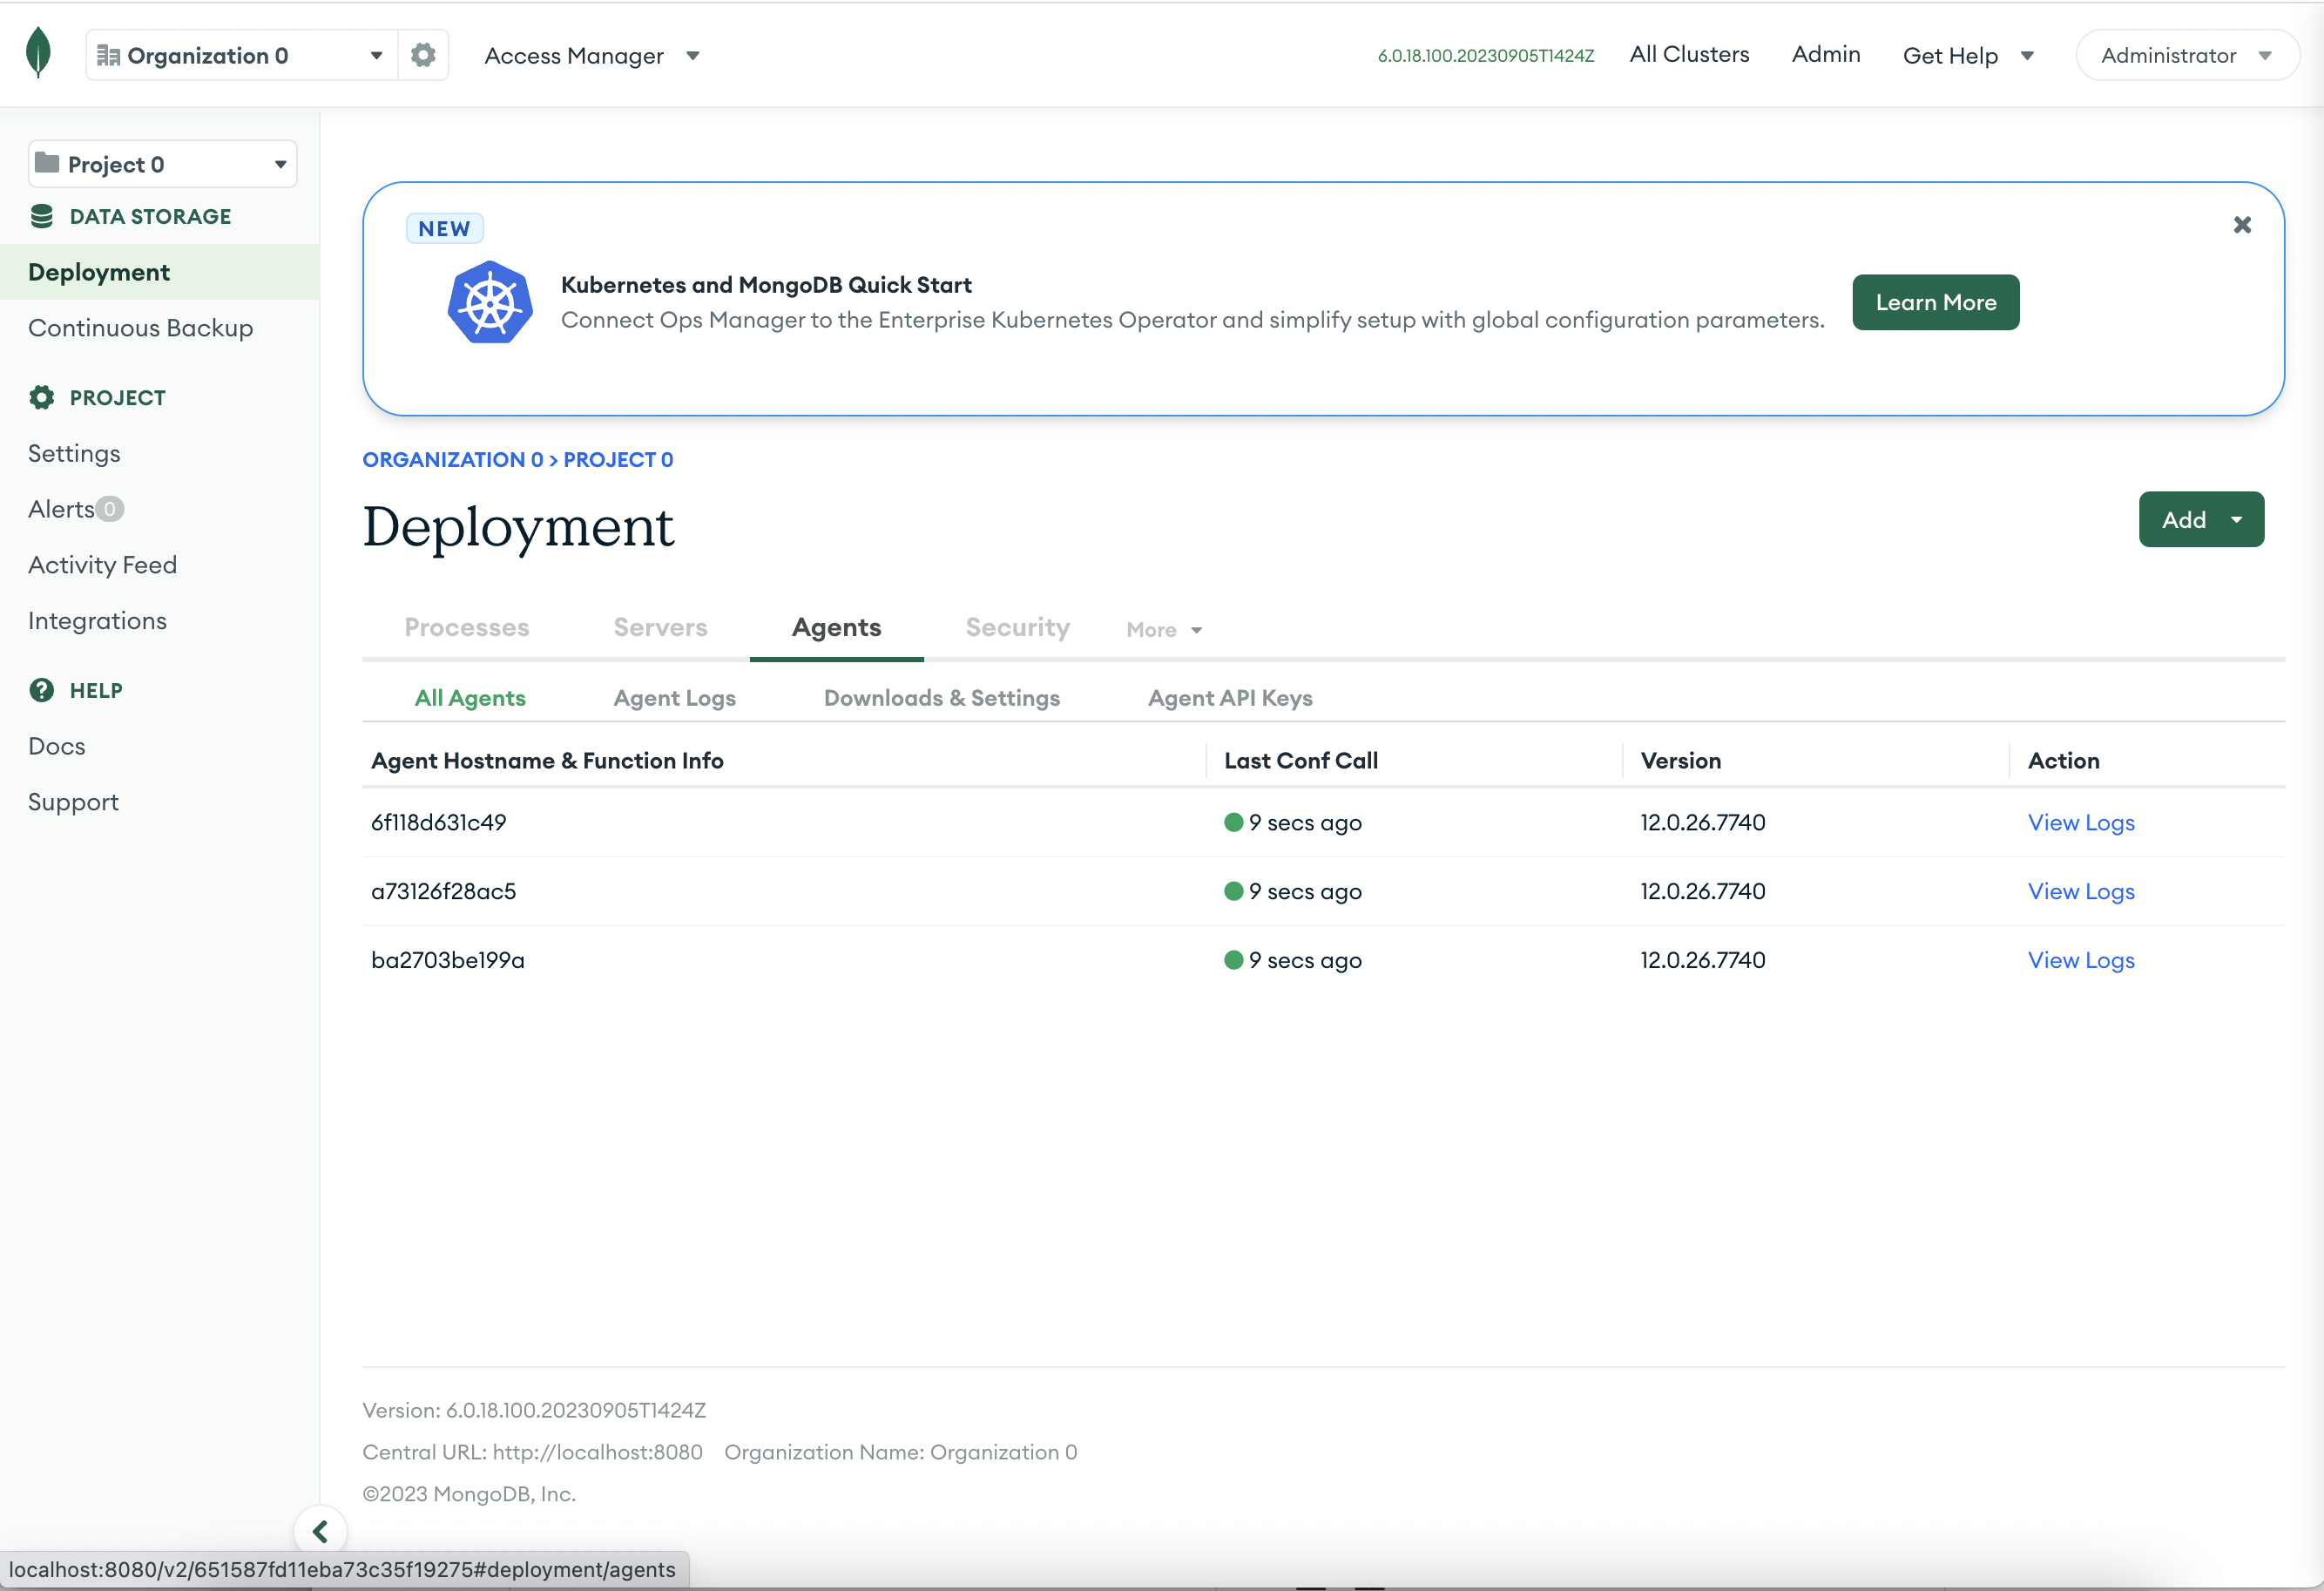 Organization 0
Access Manager
6.0.18.100.20230905T1424Z
All Clusters
Admin
Get Help
Administrator
Project 0
DATA STORAGE
Deployment
Continuous Backup
PROJECT
Settings
Alerts 0
Activity Feed
Integrations
HELP
Docs
Support
NEW
Kubernetes and MongoDB Quick Start
Connect Ops Manager to the Enterprise Kubernetes Operator and simplify setup with global configuration parameters.
Learn More
ORGANIZATION 0 > PROJECT 0
Deployment
Add
Processes Servers Agents Security More
All Agents Agent Logs Downloads & Settings Agent API Keys
Agent Hostname & Function Info Last Conf Call Version Action
6f118d631c49 9 secs ago 12.0.26.7740 View Logs
a73126f28ac5 9 secs ago 12.0.26.7740 View Logs
ba2703be199a 9 secs ago 12.0.26.7740 View Logs
Version: 6.0.18.100.20230905T1424Z
Central URL: http://localhost:8080 Organization Name: Organization 0
©2023 MongoDB, Inc.
localhost:8080/v2/651587fd11eba73c35f19275#deployment/agents